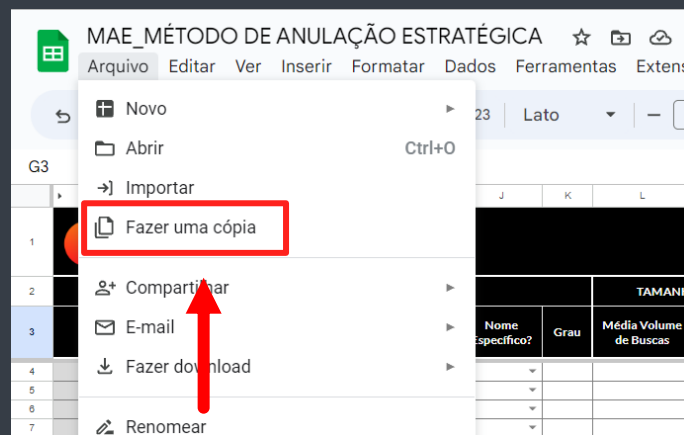 MAE_MÉTODO DE ANULAÇÃO ESTRATÉGICA
Arquivo Editar Ver Inserir Formatar Dados Ferramentas Extens
23 Lato
Novo
Abrir Ctrl+O
Importar
Fazer uma cópia
Compartilhar
E-mail
Fazer download
Renomear
G3
J K L
1
2 TAMANH
3 Nome Específico? Grau Média Volume de Buscas
4
5
6
7